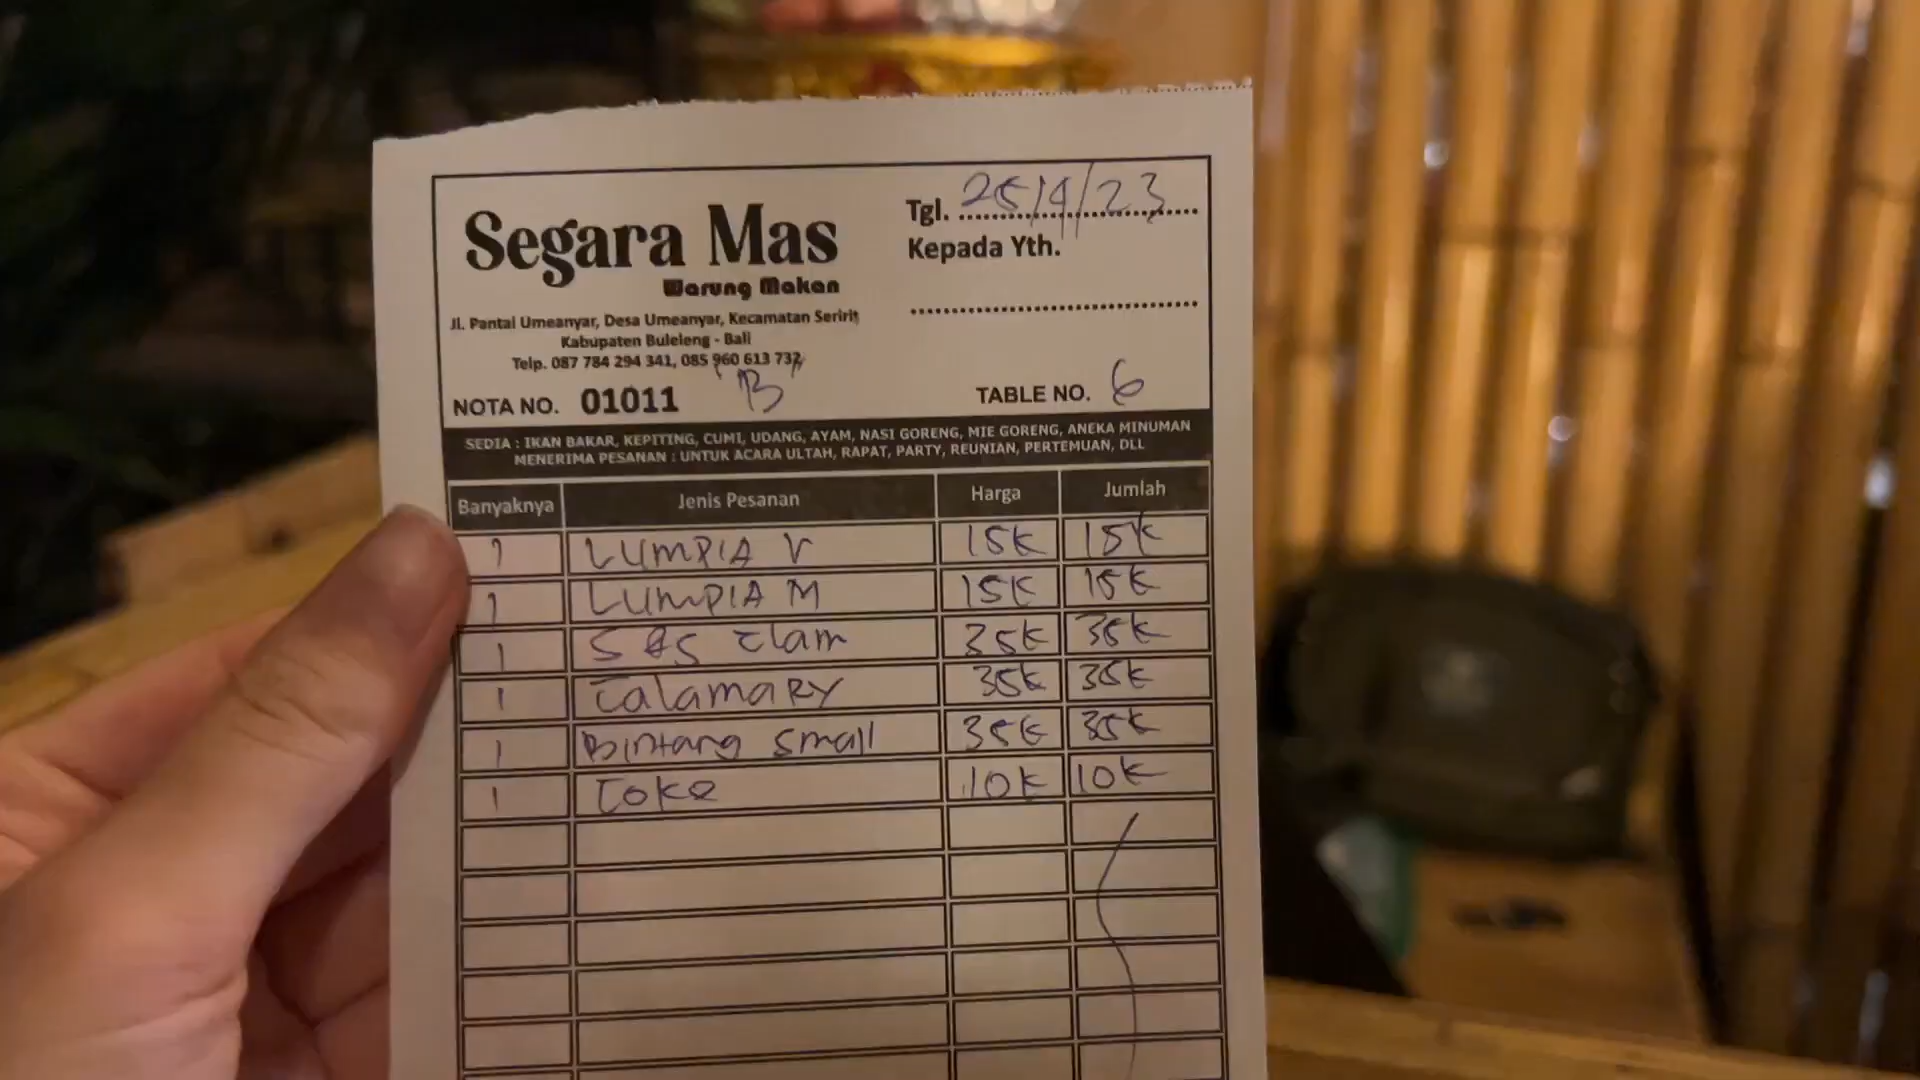 Segara Mas
Warung Makan
Jl. Pantai Umeanyar, Desa Umeanyar, Kecamatan Seririt
Kabupaten Buleleng - Bali
Telp. 087 784 294 341, 085 960 613 732
Tgl. 25/4/23
Kepada Yth.
NOTA NO. 01011 B
TABLE NO. 6
SEDIA : IKAN BAKAR, KEPITING, CUMI, UDANG, AYAM, NASI GORENG, MIE GORENG, ANEKA MINUMAN
MENERIMA PESANAN : UNTUK ACARA ULTAH, RAPAT, PARTY, REUNIAN, PERTEMUAN, DLL
Banyaknya Jenis Pesanan Harga Jumlah
1 LUMPIA V 15K 15K
1 LUMPIA M 15K 15K
1 S&S Clam 35K 35K
1 CalamaRY 35K 35K
1 Bintang small 35K 35K
1 Coke 10K 10K